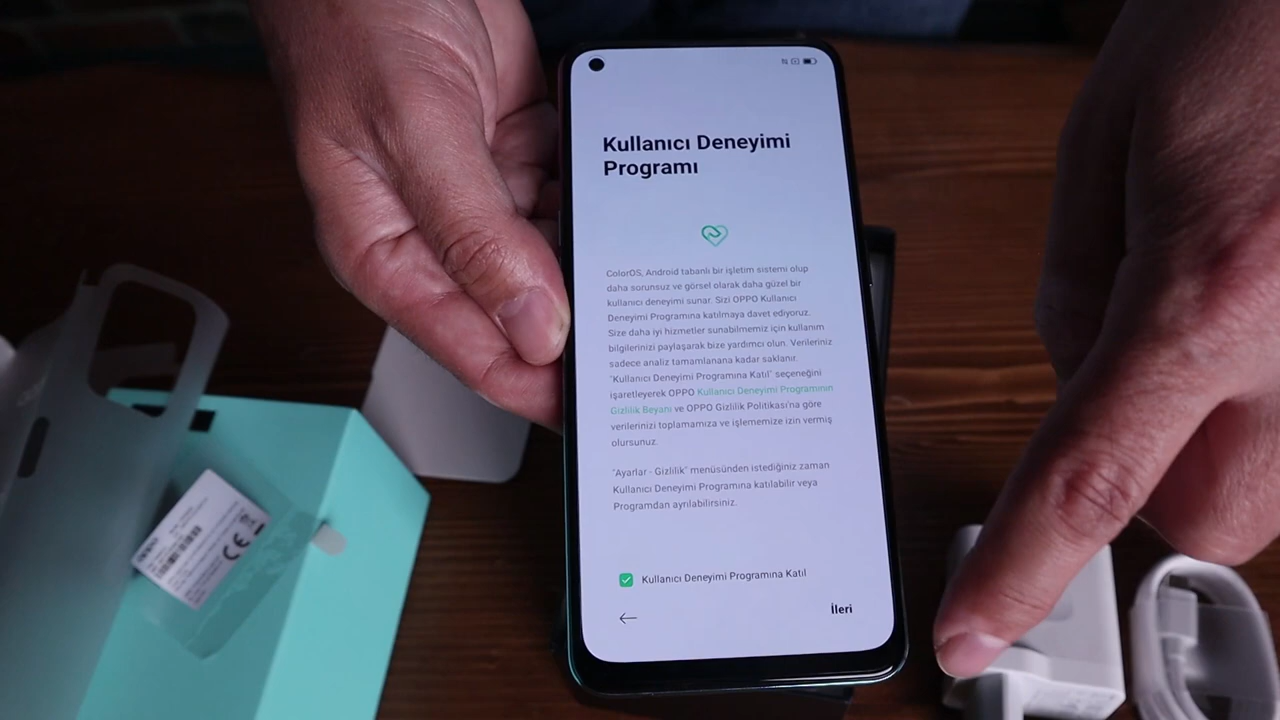 Kullanıcı Deneyimi
Programı
ColorOS, Android tabanlı bir işletim sistemi olup
daha sorunsuz ve görsel olarak daha güzel bir
kullanıcı deneyimi sunar. Sizi OPPO Kullanıcı
Deneyimi Programına katılmaya davet ediyoruz.
Size daha iyi hizmetler sunabilmemiz için kullanım
bilgilerinizi paylaşarak bize yardımcı olun. Verileriniz
sadece analiz tamamlanana kadar saklanır.
"Kullanıcı Deneyimi Programına Katıl" seçeneğini
işaretleyerek OPPO Kullanıcı Deneyimi Programının
Gizlilik Beyanı ve OPPO Gizlilik Politikası'na göre
verilerinizi toplamamıza ve işlememize izin vermiş
olursunuz.
"Ayarlar - Gizlilik" menüsünden istediğiniz zaman
Kullanıcı Deneyimi Programına katılabilir veya
Programdan ayrılabilirsiniz.
Kullanıcı Deneyimi Programına Katıl
İleri
CE